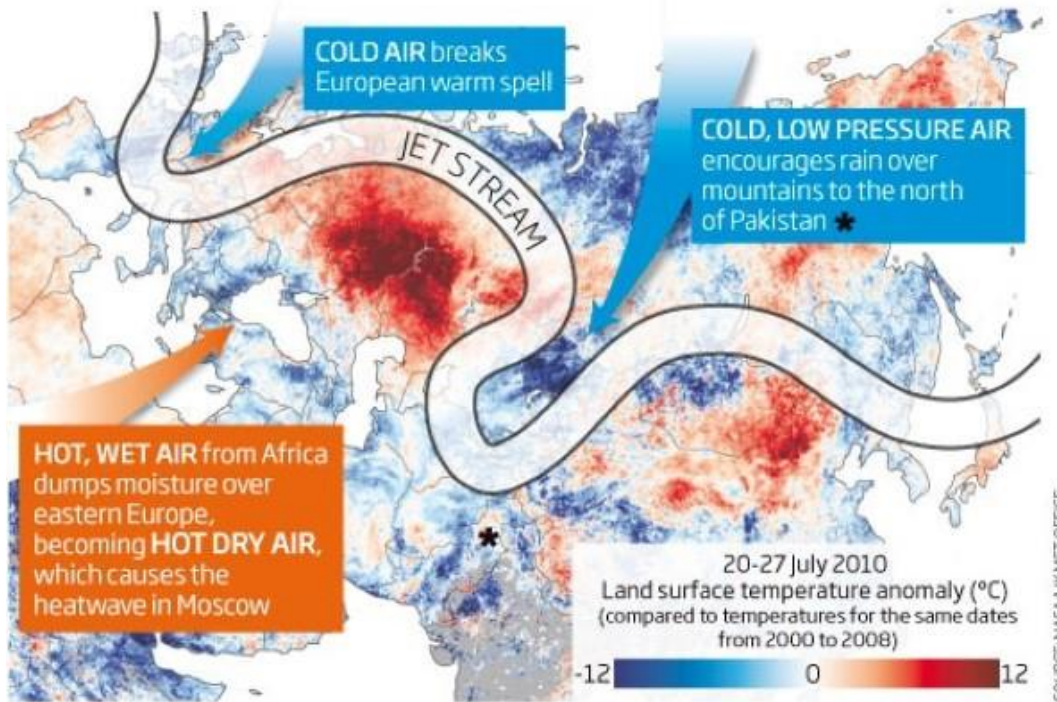 COLD AIR breaks
European warm spell
JET STREAM
COLD, LOW PRESSURE AIR
encourages rain over
mountains to the north
of Pakistan *
HOT, WET AIR from Africa
dumps moisture over
eastern Europe,
becoming HOT DRY AIR,
which causes the
heatwave in Moscow
*
20-27 July 2010
Land surface temperature anomaly (°C)
(compared to temperatures for the same dates
from 2000 to 2008)
-12 0 12